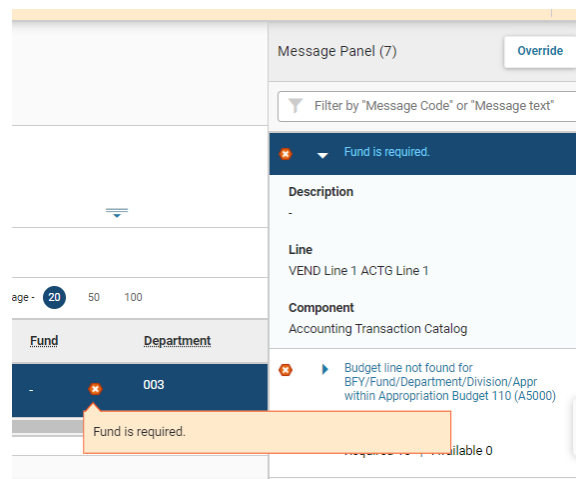 Message Panel (7)
Override
Filter by "Message Code" or "Message text"
Fund is required.
Description
-
Line
VEND Line 1 ACTG Line 1
Component
Accounting Transaction Catalog
Budget line not found for
BFY/Fund/Department/Division/Appr
within Appropriation Budget 110 (A5000)
Available 0
age - 20 50 100
Fund Department
- 003
Fund is required.